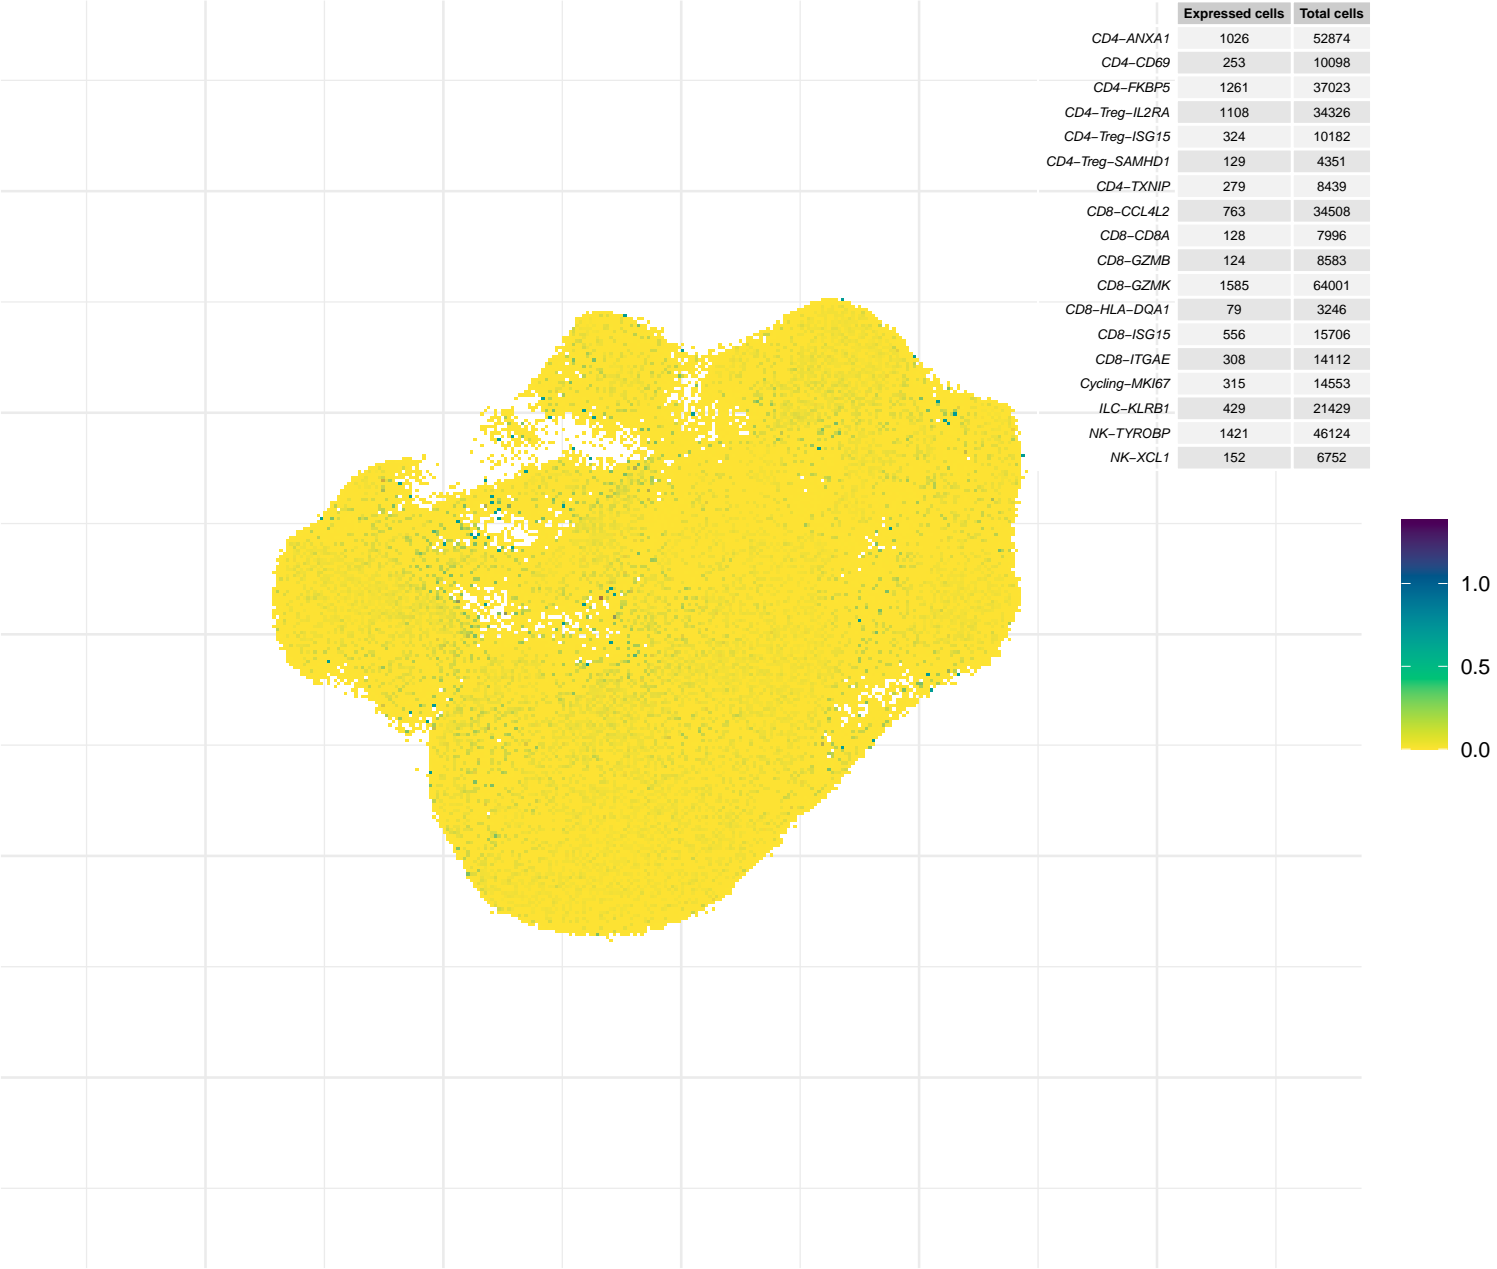 Expressed cells Total cells
CD4−ANXA1 1026 52874
CD4−CD69 253 10098
CD4−FKBP5 1261 37023
CD4−Treg−IL2RA 1108 34326
CD4−Treg−ISG15 324 10182
CD4−Treg−SAMHD1 129 4351
CD4−TXNIP 279 8439
CD8−CCL4L2 763 34508
CD8−CD8A 128 7996
CD8−GZMB 124 8583
CD8−GZMK 1585 64001
CD8−HLA−DQA1 79 3246
CD8−ISG15 556 15706
CD8−ITGAE 308 14112
Cycling−MKI67 315 14553
ILC−KLRB1 429 21429
NK−TYROBP 1421 46124
NK−XCL1 152 6752
1.0
0.5
0.0